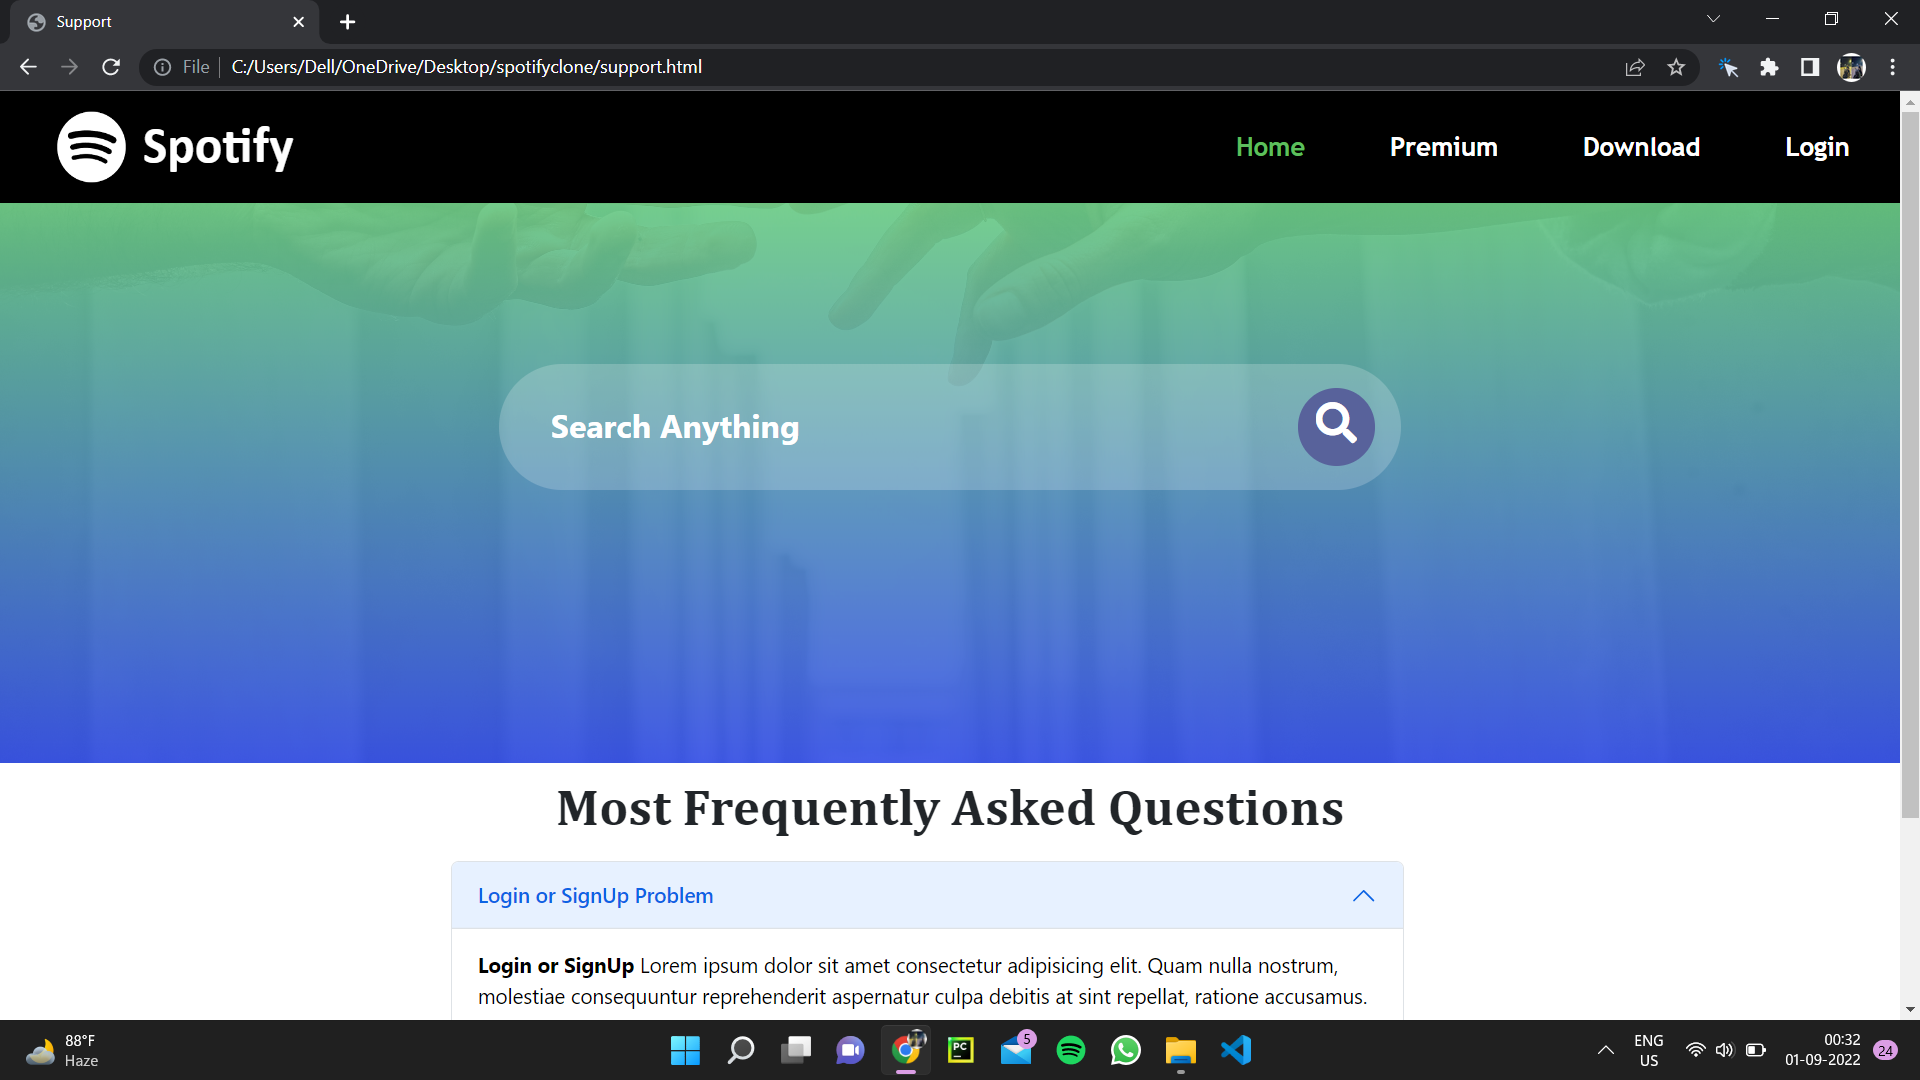 Support
File
C:/Users/Dell/OneDrive/Desktop/spotifyclone/support.html
Spotify
Home Premium Download Login
Search Anything
Most Frequently Asked Questions
Login or SignUp Problem
Login or SignUp Lorem ipsum dolor sit amet consectetur adipisicing elit. Quam nulla nostrum,
molestiae consequuntur reprehenderit aspernatur culpa debitis at sint repellat, ratione accusamus.
88°F
Haze
PC
5
ENG
US
00:32
01-09-2022
24